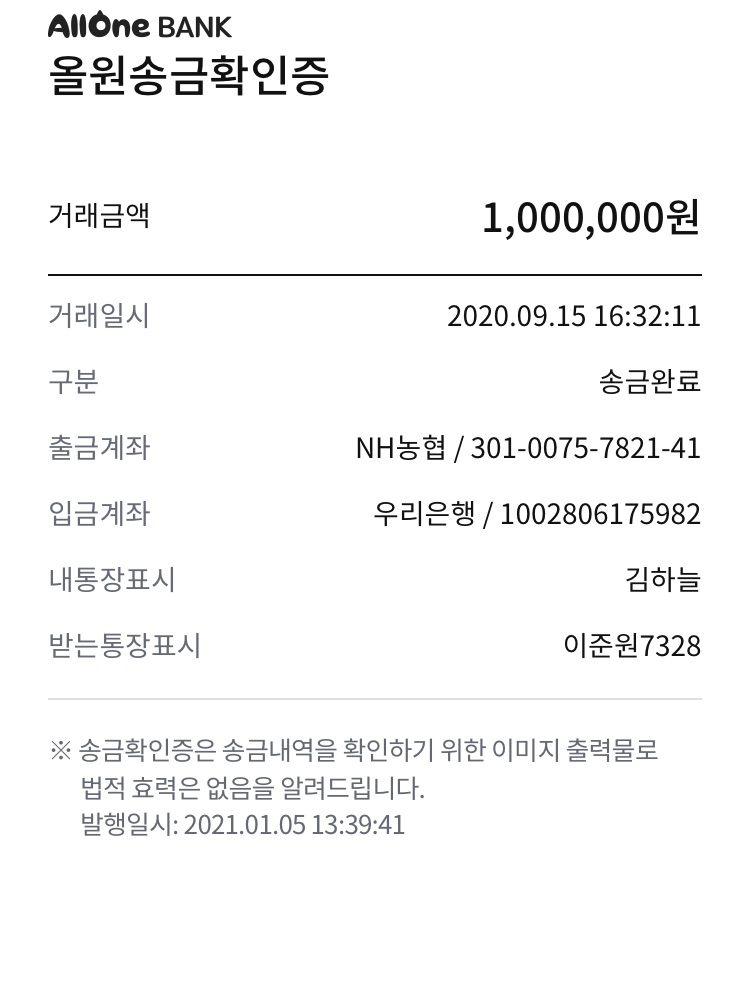 AllOne BANK
올원송금확인증
거래금액 1,000,000원
거래일시 2020.09.15 16:32:11
구분 송금완료
출금계좌 NH농협 / 301-0075-7821-41
입금계좌 우리은행 / 1002806175982
내통장표시 김하늘
받는통장표시 이준원7328
※ 송금확인증은 송금내역을 확인하기 위한 이미지 출력물로
법적 효력은 없음을 알려드립니다.
발행일시: 2021.01.05 13:39:41